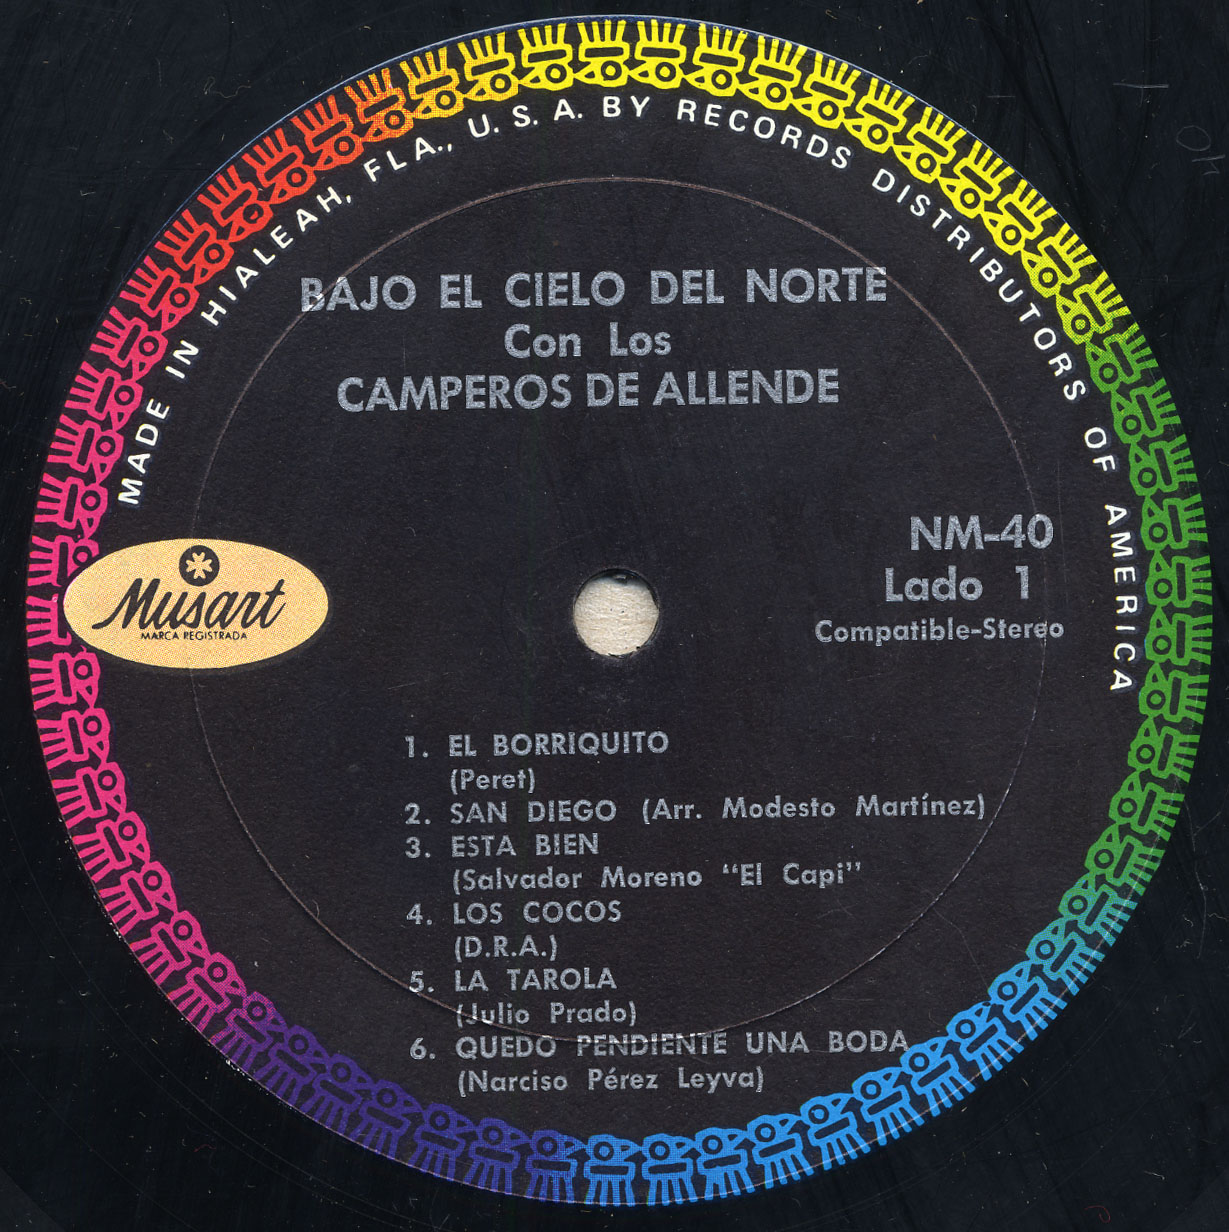 MADE IN HIALEAH, FLA., U.S.A. BY RECORDS DISTRIBUTORS OF AMERICA
BAJO EL CIELO DEL NORTE
Con Los
CAMPEROS DE ALLENDE
NM-40
Lado 1
Compatible-Stereo
Musart
MARCA REGISTRADA
1. EL BORRIQUITO
(Peret)
2. SAN DIEGO (Arr. Modesto Martínez)
3. ESTA BIEN
(Salvador Moreno "El Capi"
4. LOS COCOS
(D.R.A.)
5. LA TAROLA
(Julio Prado)
6. QUEDO PENDIENTE UNA BODA
(Narciso Pérez Leyva)